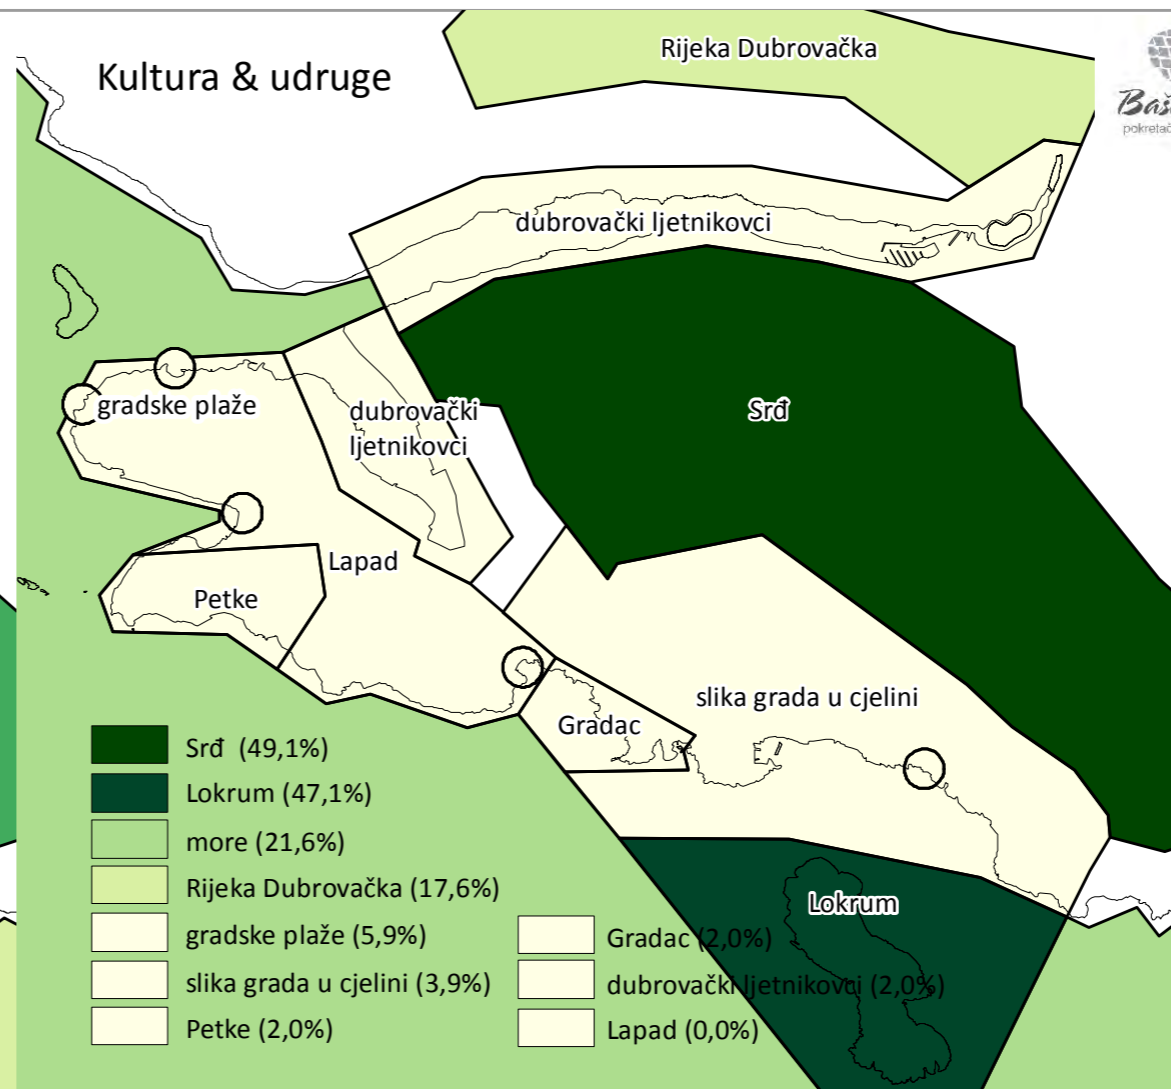 Rijeka Dubrovačka
Kultura & udruge
dubrovački ljetnikovci
gradske plaže
dubrovački
ljetnikovci
Srđ
Lapad
Petke
slika grada u cjelini
Gradac
Lokrum
Srđ (49,1%)
Lokrum (47,1%)
more (21,6%)
Rijeka Dubrovačka (17,6%)
gradske plaže (5,9%)
slika grada u cjelini (3,9%)
Petke (2,0%)
Gradac (2,0%)
dubrovački ljetnikovci (2,0%)
Lapad (0,0%)